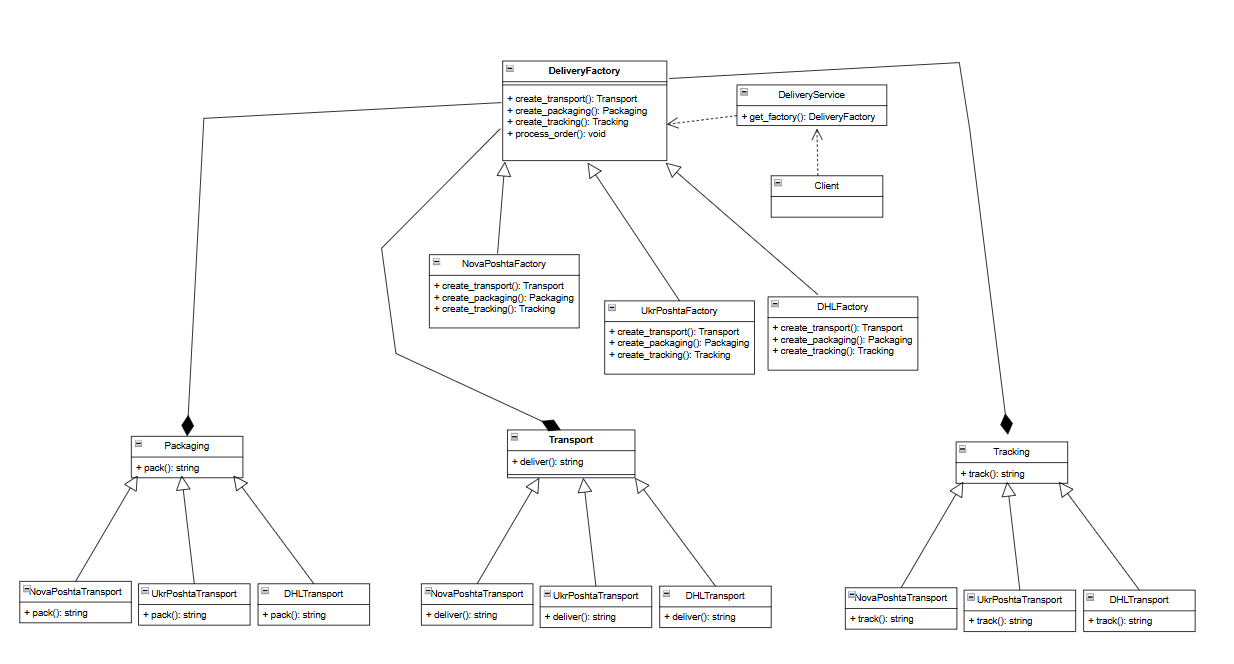 DeliveryFactory
+ create_transport(): Transport
+ create_packaging(): Packaging
+ create_tracking(): Tracking
+ process_order(): void
DeliveryService
+ get_factory(): DeliveryFactory
Client
NovaPoshtaFactory
+ create_transport(): Transport
+ create_packaging(): Packaging
+ create_tracking(): Tracking
UkrPoshtaFactory
+ create_transport(): Transport
+ create_packaging(): Packaging
+ create_tracking(): Tracking
DHLFactory
+ create_transport(): Transport
+ create_packaging(): Packaging
+ create_tracking(): Tracking
Packaging
+ pack(): string
Transport
+ deliver(): string
Tracking
+ track(): string
NovaPoshtaTransport
+ pack(): string
UkrPoshtaTransport
+ pack(): string
DHLTransport
+ pack(): string
NovaPoshtaTransport
+ deliver(): string
UkrPoshtaTransport
+ deliver(): string
DHLTransport
+ deliver(): string
NovaPoshtaTransport
+ track(): string
UkrPoshtaTransport
+ track(): string
DHLTransport
+ track(): string